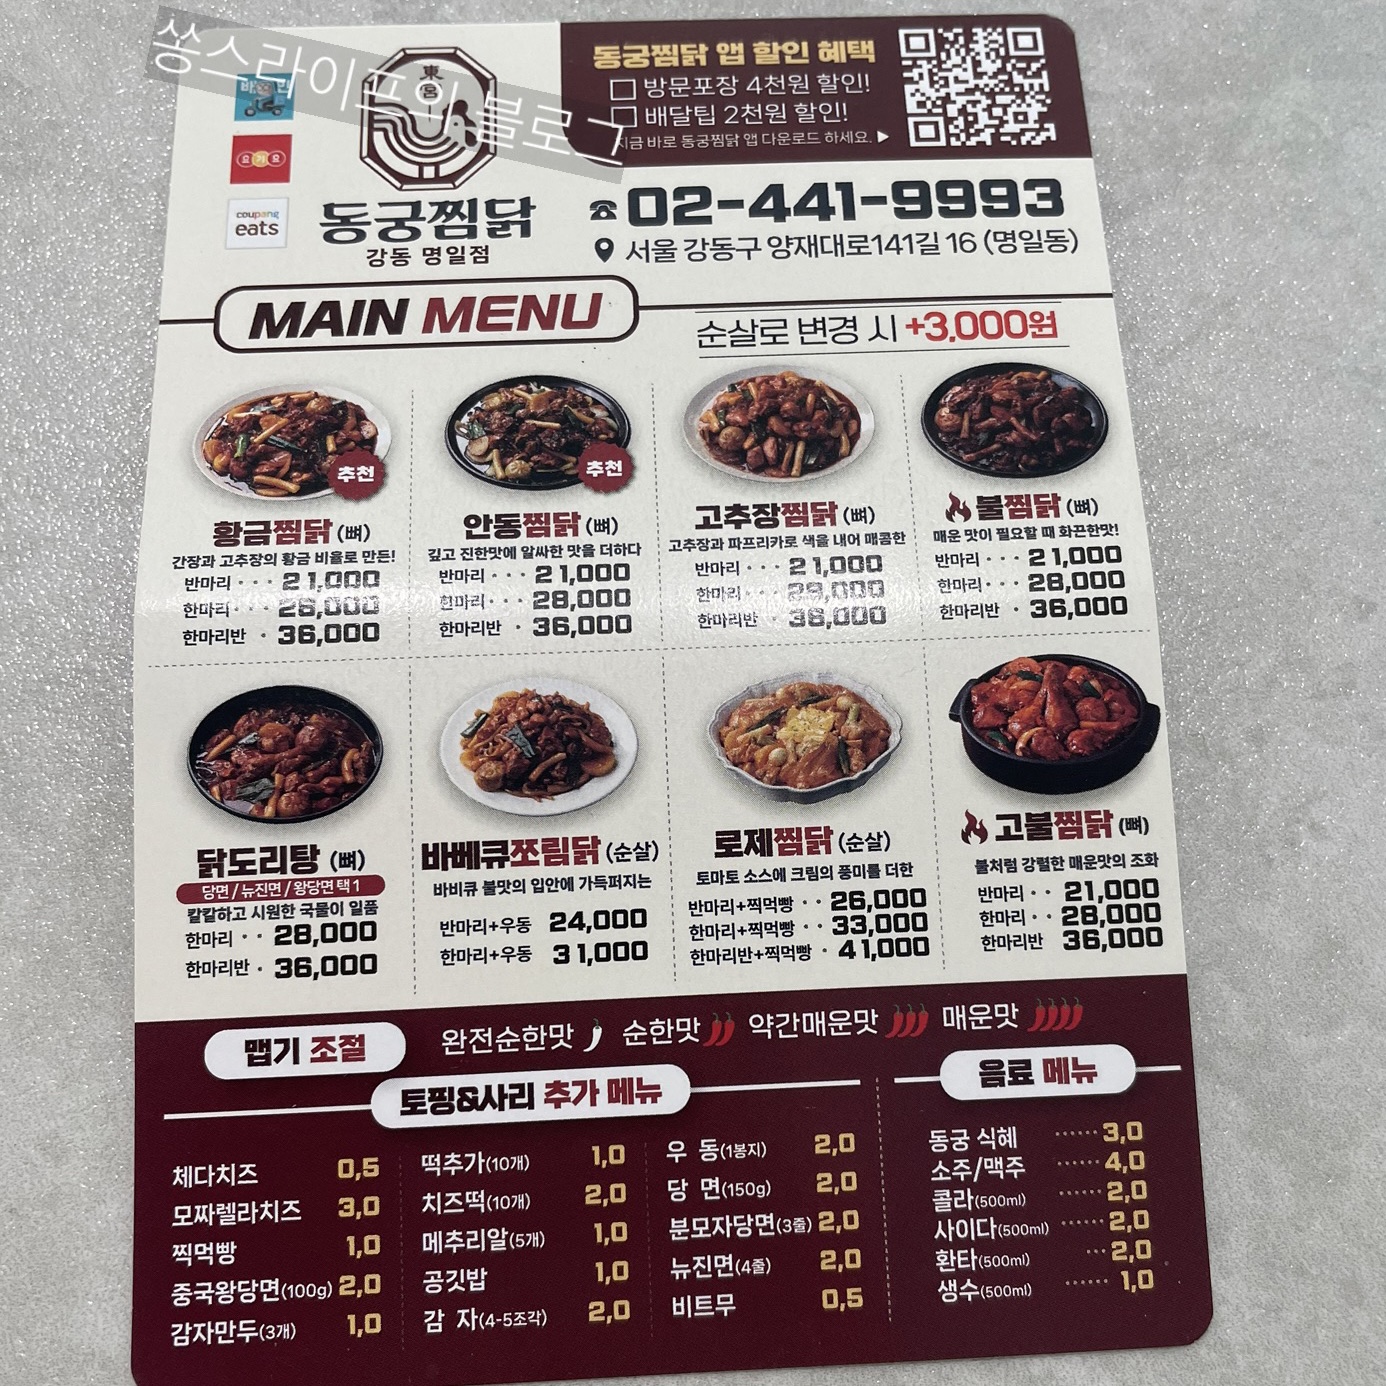 쏭스라이프의 블로그
東
宮
요기요
coupang
eats
동궁찜닭
강동 명일점
동궁찜닭 앱 할인 혜택
방문포장 4천원 할인!
배달팁 2천원 할인!
지금 바로 동궁찜닭 앱 다운로드 하세요. ▶
02-441-9993
서울 강동구 양재대로141길 16 (명일동)
MAIN MENU
순살로 변경 시 +3,000원
추천
황금찜닭 (뼈)
간장과 고추장의 황금 비율로 만든!
반마리 ··· 21,000
한마리 ··· 28,000
한마리반 · 36,000
추천
안동찜닭 (뼈)
깊고 진한맛에 알싸한 맛을 더하다
반마리 ··· 21,000
한마리 ·· 28,000
한마리반 · 36,000
고추장찜닭 (뼈)
고추장과 파프리카로 색을 내어 매콤한
반마리 ··· 21,000
한마리 ·· 28,000
한마리반 · 36,000
불찜닭 (뼈)
매운 맛이 필요할 때 화끈한맛!
반마리 ··· 21,000
한마리 ·· 28,000
한마리반 · 36,000
닭도리탕 (뼈)
당면/뉴진면/왕당면 택1
칼칼하고 시원한 국물이 일품
한마리 ·· 28,000
한마리반 · 36,000
바베큐쪼림닭 (순살)
바비큐 불맛의 입안에 가득퍼지는
반마리+우동 24,000
한마리+우동 31,000
로제찜닭 (순살)
토마토 소스에 크림의 풍미를 더한
반마리+찍먹빵 ·· 26,000
한마리+찍먹빵 ·· 33,000
한마리반+찍먹빵 · 41,000
고불찜닭 (뼈)
불처럼 강렬한 매운맛의 조화
반마리 ·· 21,000
한마리 ·· 28,000
한마리반 36,000
맵기 조절
완전순한맛 순한맛 약간매운맛 매운맛
토핑&사리 추가 메뉴
체다치즈 0,5
모짜렐라치즈 3,0
찍먹빵 1,0
중국왕당면(100g) 2,0
감자만두(3개) 1,0
떡추가(10개) 1,0
치즈떡(10개) 2,0
메추리알(5개) 1,0
공깃밥 1,0
감 자(4-5조각) 2,0
우 동(1봉지) 2,0
당 면(150g) 2,0
분모자당면(3줄) 2,0
뉴진면(4줄) 2,0
비트무 0,5
음료 메뉴
동궁 식혜 ······ 3,0
소주/맥주 ······ 4,0
콜라(500ml) ····· 2,0
사이다(500ml) ······ 2,0
환타(500ml) ··· 2,0
생수(500ml) ······ 1,0